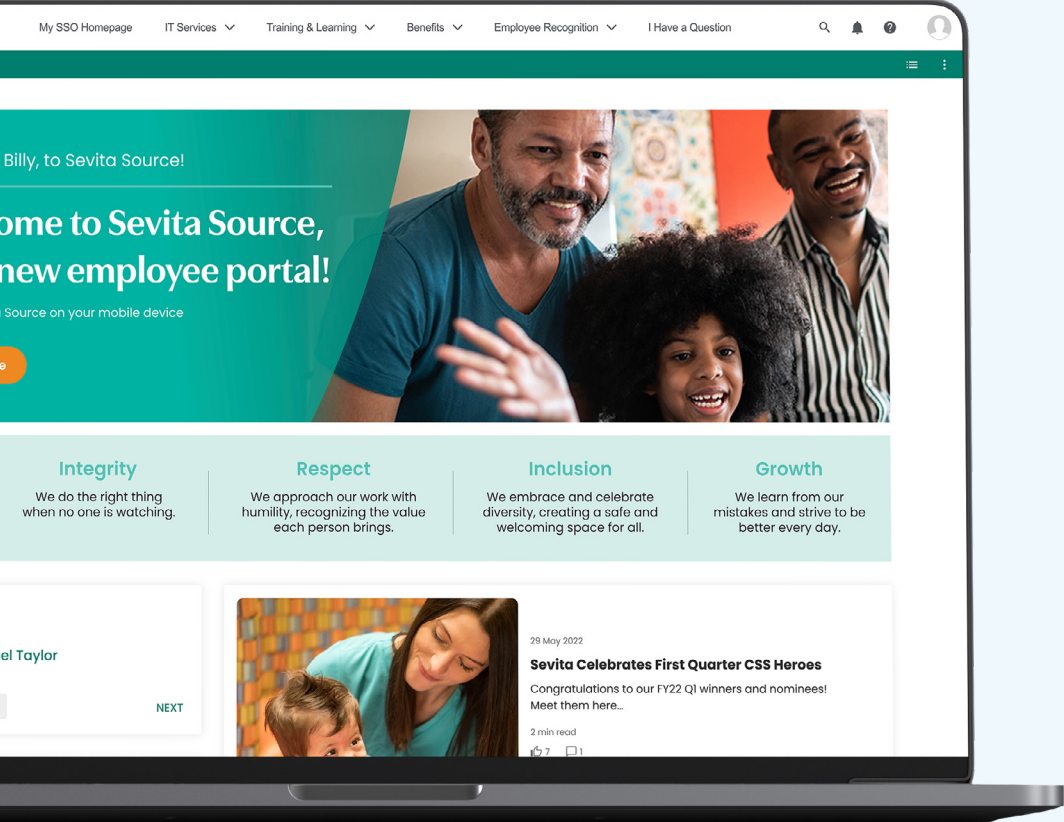 My SSO Homepage
IT Services
Training & Learning
Benefits
Employee Recognition
I Have a Question
Billy, to Sevita Source!
ome to Sevita Source,
new employee portal!
Source on your mobile device
e
Integrity
We do the right thing
when no one is watching.
Respect
We approach our work with
humility, recognizing the value
each person brings.
Inclusion
We embrace and celebrate
diversity, creating a safe and
welcoming space for all.
Growth
We learn from our
mistakes and strive to be
better every day.
el Taylor
NEXT
29 May 2022
Sevita Celebrates First Quarter CSS Heroes
Congratulations to our FY22 Q1 winners and nominees!
Meet them here...
2 min read
7
1